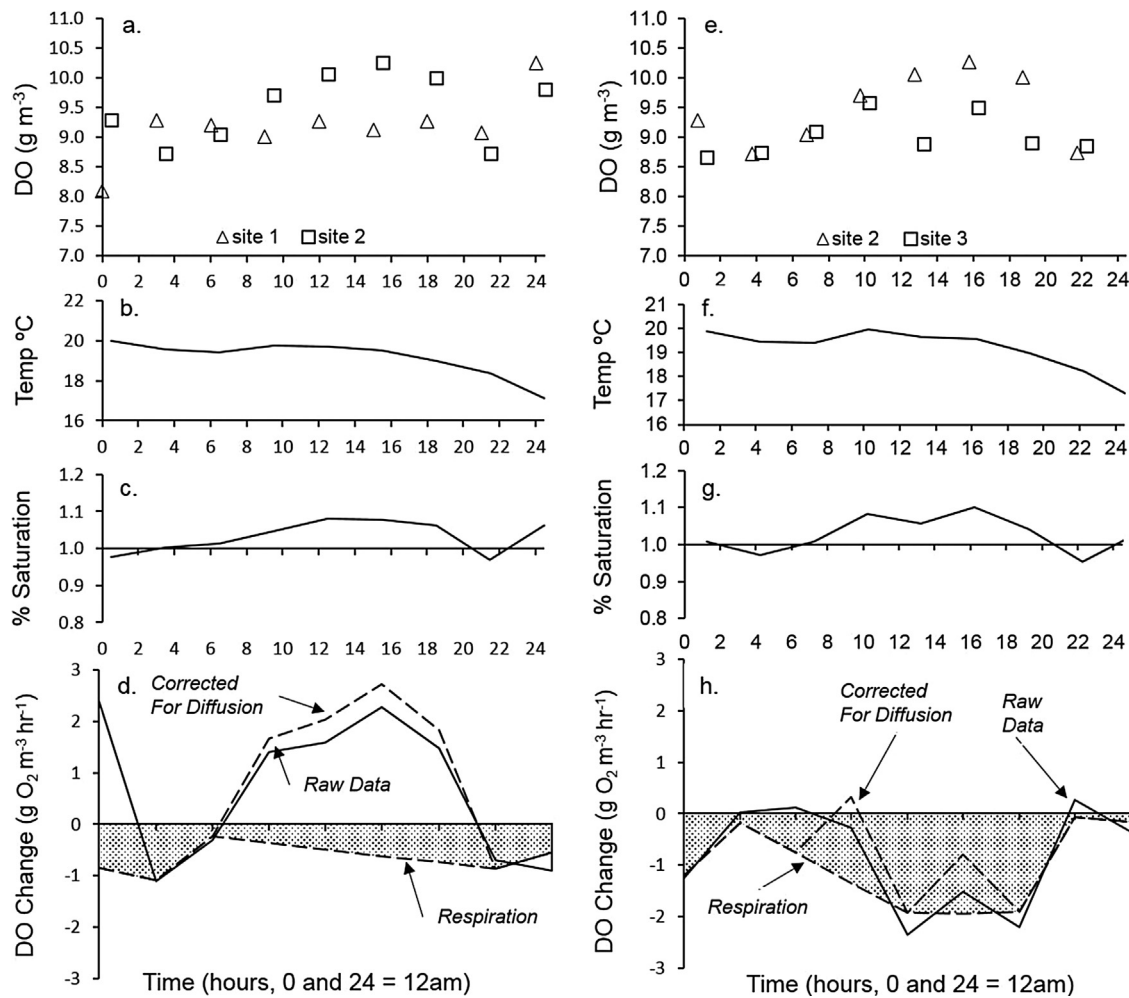 a.
11.0
10.5
10.0
9.5
9.0
8.5
8.0
7.5
7.0
DO (g m-3)
△ site 1 □ site 2
0 2 4 6 8 10 12 14 16 18 20 22 24
b.
22
20
18
16
Temp ºC
0 2 4 6 8 10 12 14 16 18 20 22 24
c.
1.2
1.1
1.0
0.9
0.8
% Saturation
0 2 4 6 8 10 12 14 16 18 20 22 24
d.
3
2
1
0
-1
-2
-3
DO Change (g O2 m-3 hr-1)
Corrected
For Diffusion
Raw Data
Respiration
Time (hours, 0 and 24 = 12am)
e.
11.0
10.5
10.0
9.5
9.0
8.5
8.0
7.5
7.0
DO (g m-3)
△ site 2 □ site 3
0 2 4 6 8 10 12 14 16 18 20 22 24
f.
21
20
19
18
17
16
Temp ºC
0 2 4 6 8 10 12 14 16 18 20 22 24
g.
1.2
1.1
1.0
0.9
0.8
% Saturation
0 2 4 6 8 10 12 14 16 18 20 22 24
h.
3
2
1
0
-1
-2
-3
DO Change (g O2 m-3 hr-1)
Corrected
For Diffusion
Raw
Data
Respiration
Time (hours, 0 and 24 = 12am)